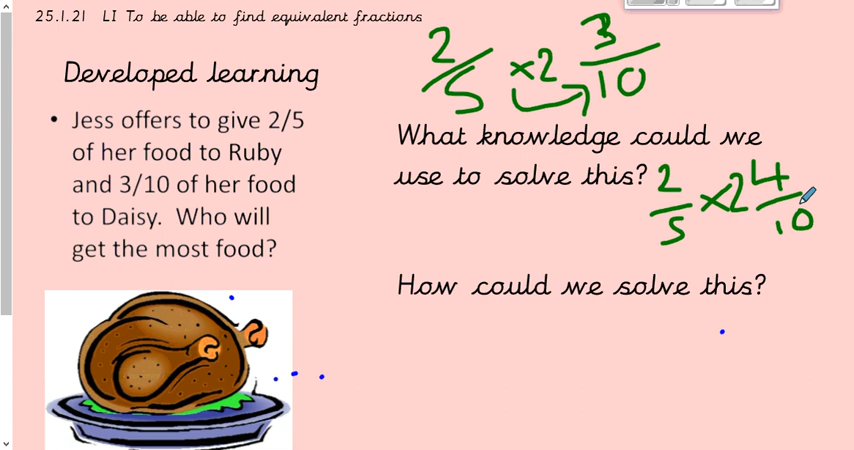 25.1.21 LI To be able to find equivalent fractions
Developed learning
• Jess offers to give 2/5
of her food to Ruby
and 3/10 of her food
to Daisy. Who will
get the most food?
2/5 ×2 3/10
What knowledge could we
use to solve this?
2/5 ×2 4/10
How could we solve this?